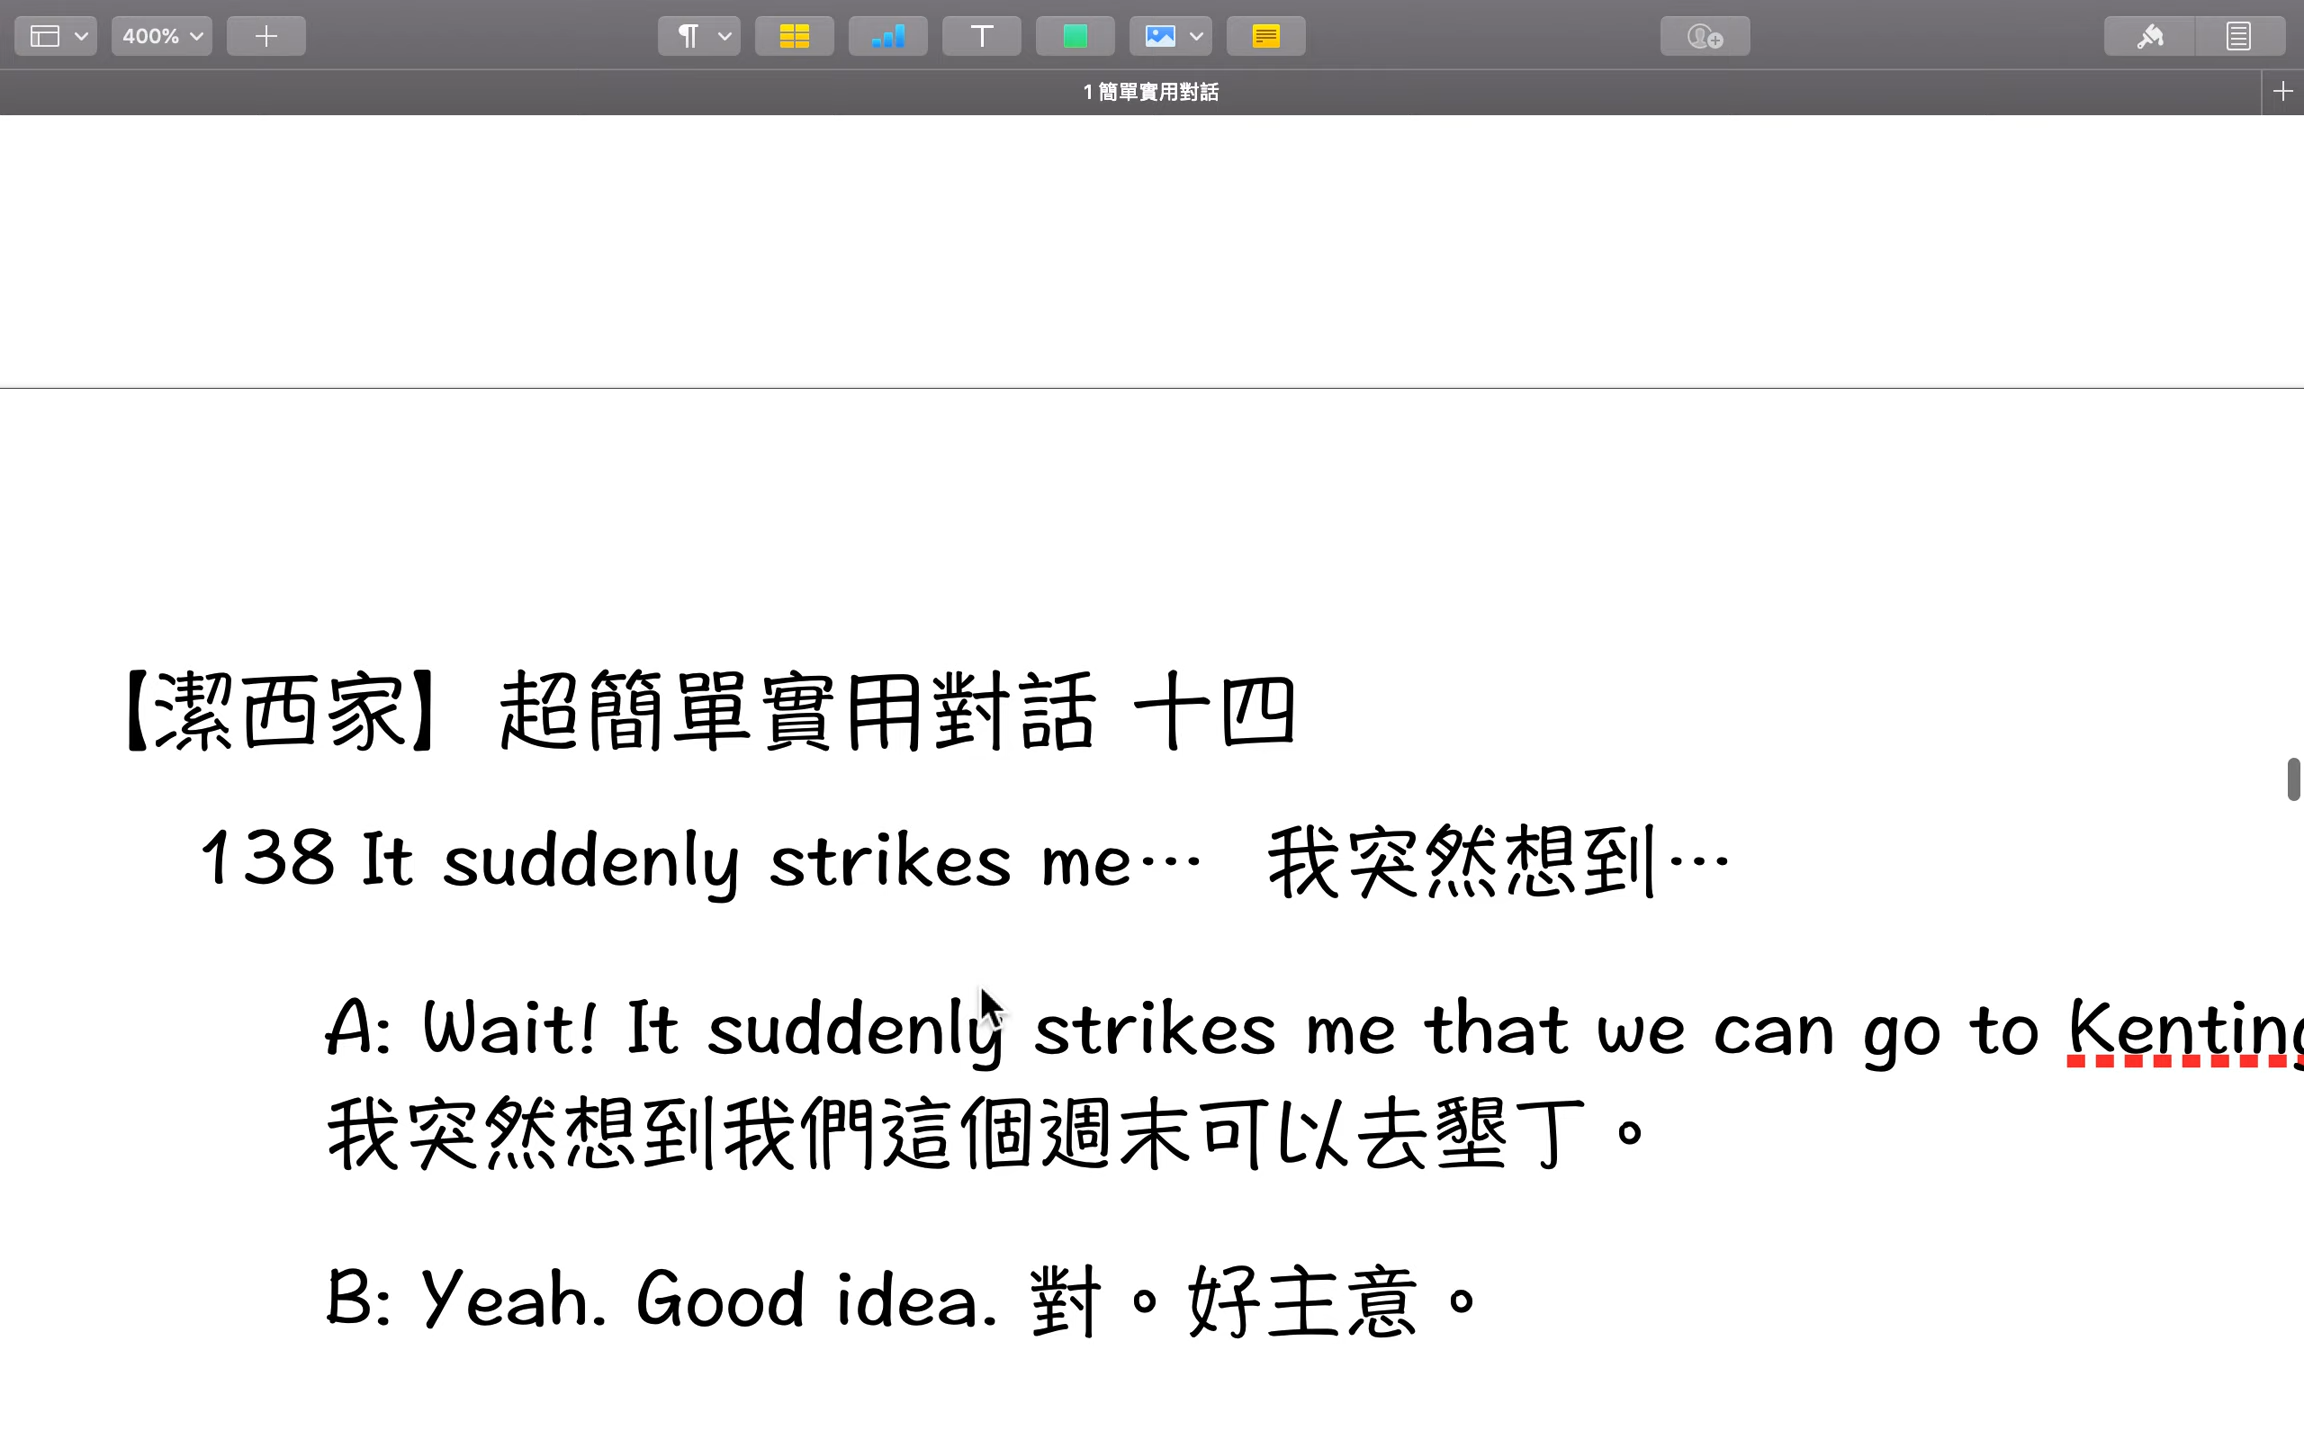 400%
1 簡單實用對話
【潔西家】 超簡單實用對話 十四
138 It suddenly strikes me… 我突然想到…
A: Wait! It suddenly strikes me that we can go to Kenting
我突然想到我們這個週末可以去墾丁。
B: Yeah. Good idea. 對。好主意。